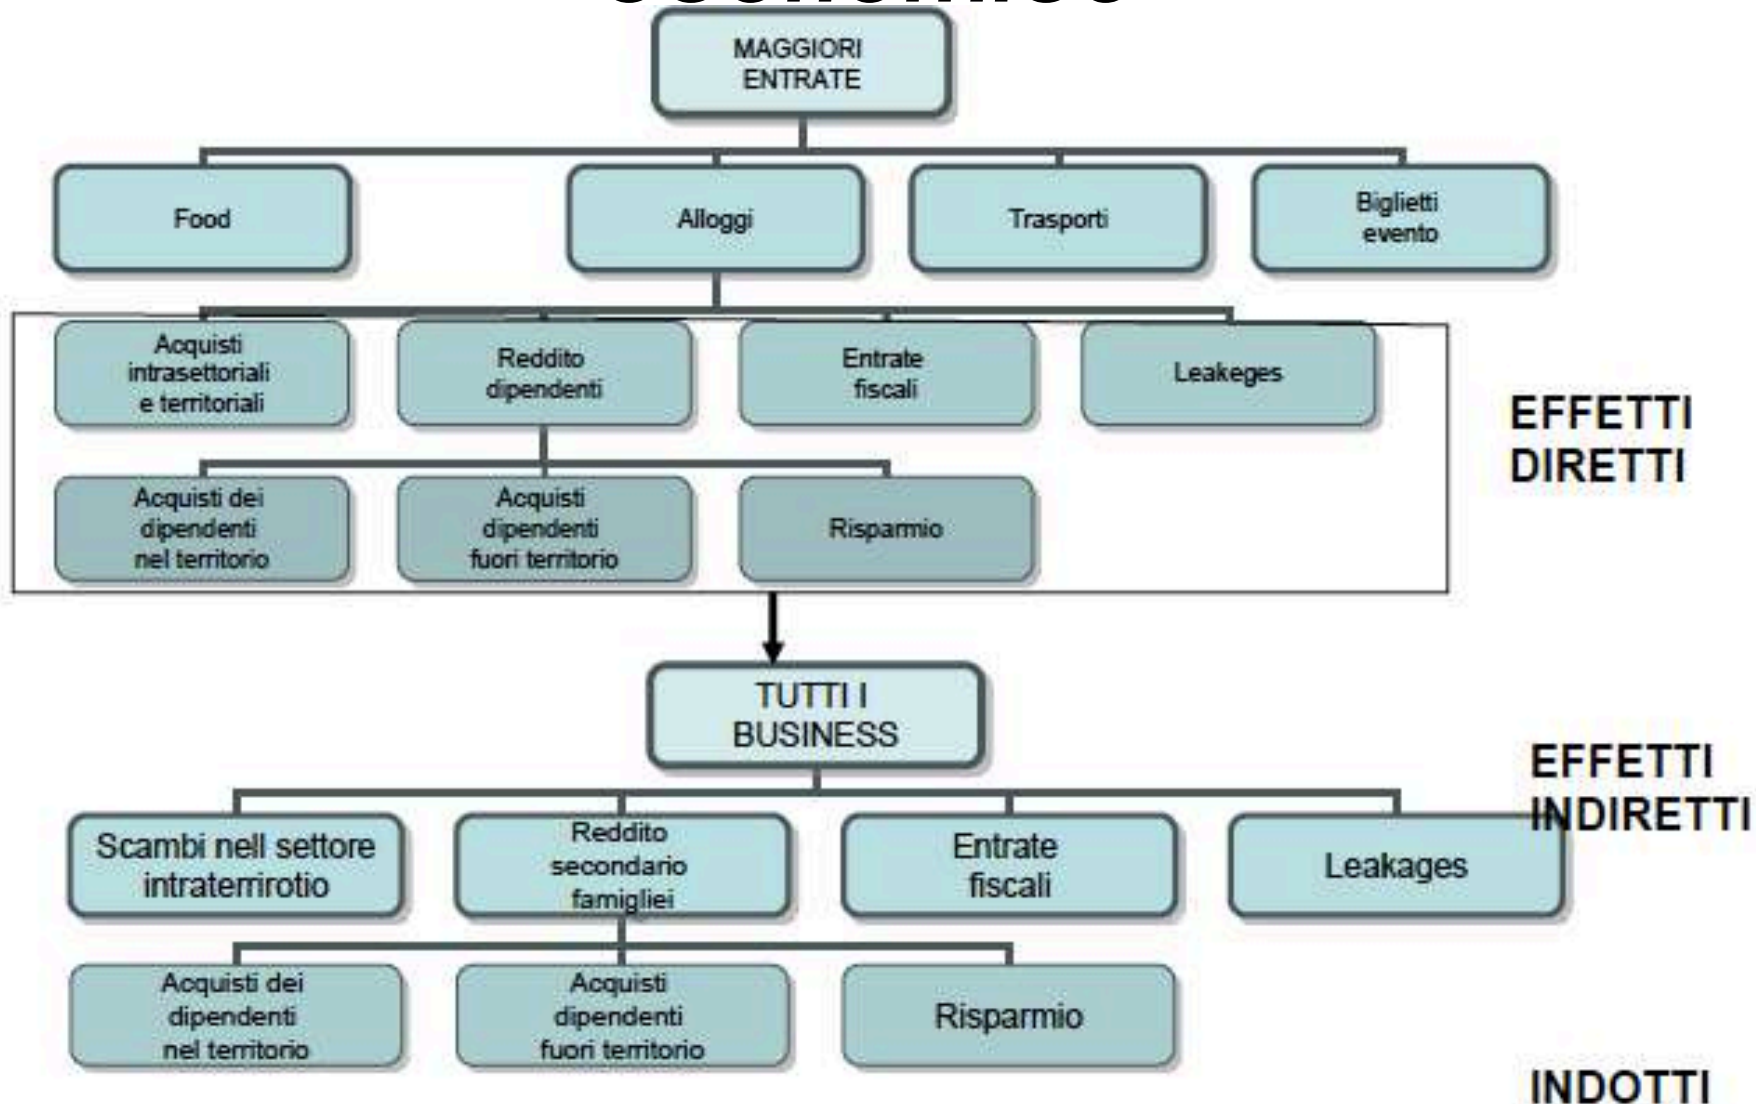 MAGGIORI
ENTRATE
Food
Alloggi
Trasporti
Biglietti
evento
Acquisti
intrasettoriali
e territoriali
Reddito
dipendenti
Entrate
fiscali
Leakeges
EFFETTI
DIRETTI
Acquisti dei
dipendenti
nel territorio
Acquisti
dipendenti
fuori territorio
Risparmio
TUTTI I
BUSINESS
EFFETTI
INDIRETTI
Scambi nell settore
intraterrirotio
Reddito
secondario
famigliei
Entrate
fiscali
Leakages
Acquisti dei
dipendenti
nel territorio
Acquisti
dipendenti
fuori territorio
Risparmio
INDOTTI